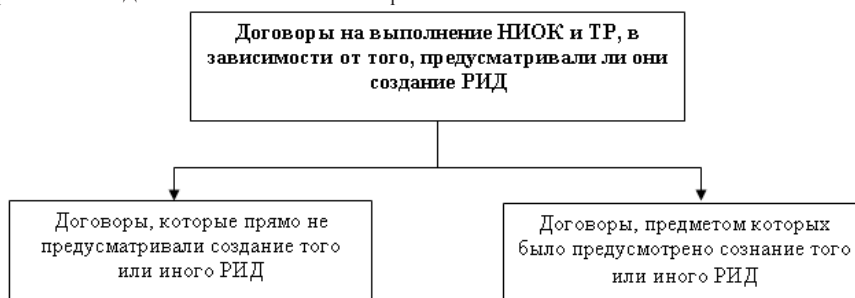 Договоры на выполнение НИОК и ТР, в
зависимости от того, предусматривали ли они
создание РИД
Договоры, которые прямо не
предусматривали создание того
или иного РИД
Договоры, предметом которых
было предусмотрено сознание того
или иного РИД